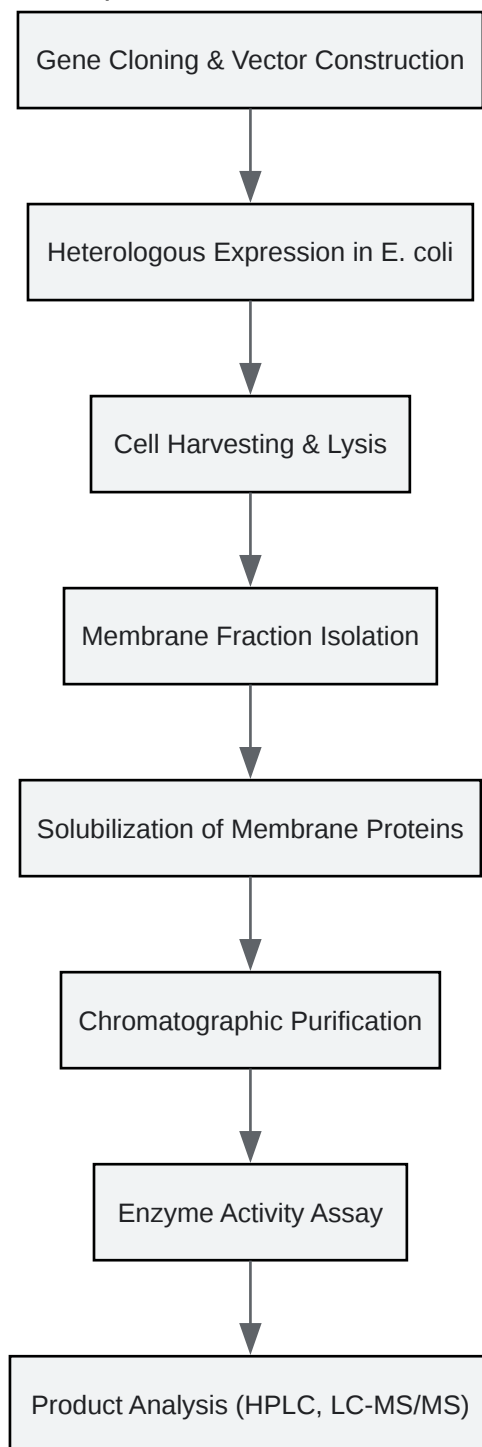 Gene Cloning & Vector Construction
Heterologous Expression in E. coli
Cell Harvesting & Lysis
Membrane Fraction Isolation
Solubilization of Membrane Proteins
Chromatographic Purification
Enzyme Activity Assay
Product Analysis (HPLC, LC-MS/MS)